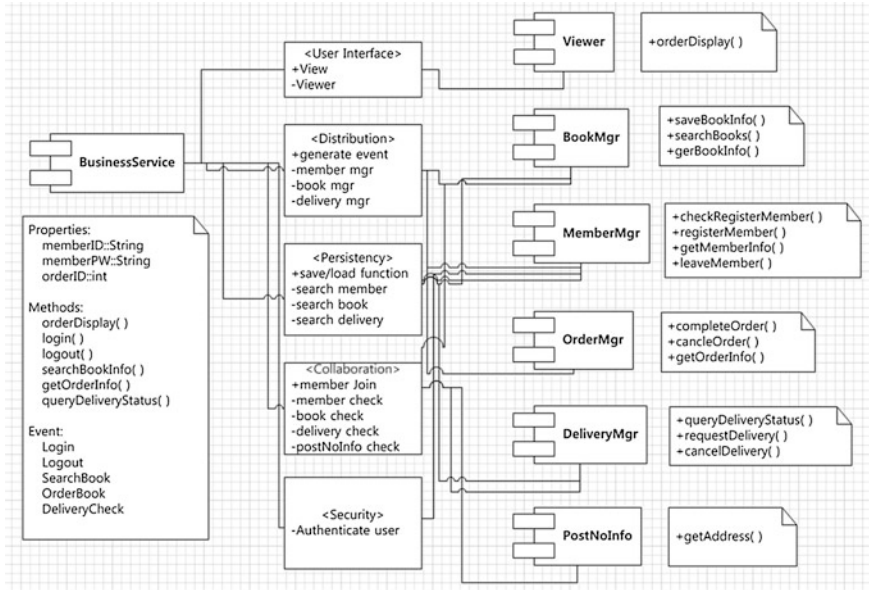 BusinessService
Properties:
memberID::String
memberPW::String
orderID::int
Methods:
orderDisplay( )
login( )
logout( )
searchBookInfo( )
getOrderInfo( )
queryDeliveryStatus( )
Event:
Login
Logout
SearchBook
OrderBook
DeliveryCheck
<User Interface>
+View
-Viewer
<Distribution>
+generate event
-member mgr
-book mgr
-delivery mgr
<Persistency>
+save/load function
-search member
-search book
-search delivery
<Collaboration>
+member Join
-member check
-book check
-delivery check
-postNoInfo check
<Security>
-Authenticate user
Viewer
+orderDisplay( )
BookMgr
+saveBookInfo( )
+searchBooks( )
+gerBookInfo( )
MemberMgr
+checkRegisterMember( )
+registerMember( )
+getMemberInfo( )
+leaveMember( )
OrderMgr
+completeOrder( )
+cancleOrder( )
+getOrderInfo( )
DeliveryMgr
+queryDeliveryStatus( )
+requestDelivery( )
+cancelDelivery( )
PostNoInfo
+getAddress( )